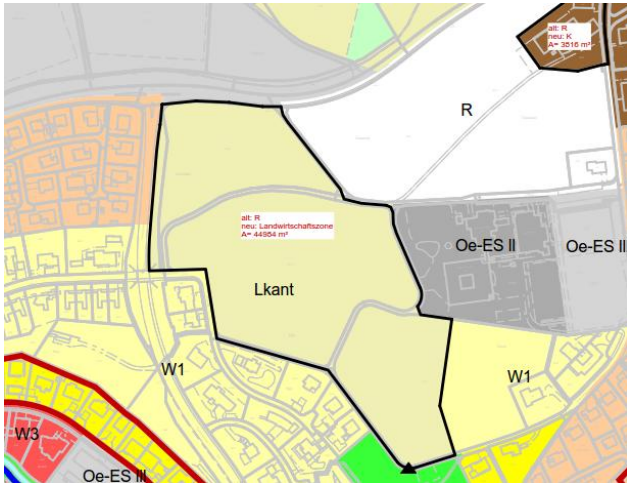 alt: R
neu: K
A= 3516 m²
R
alt: R
neu: Landwirtschaftszone
A= 44954 m²
Oe-ES II
Oe-ES II
Lkant
W1
W1
W3
Oe-ES III